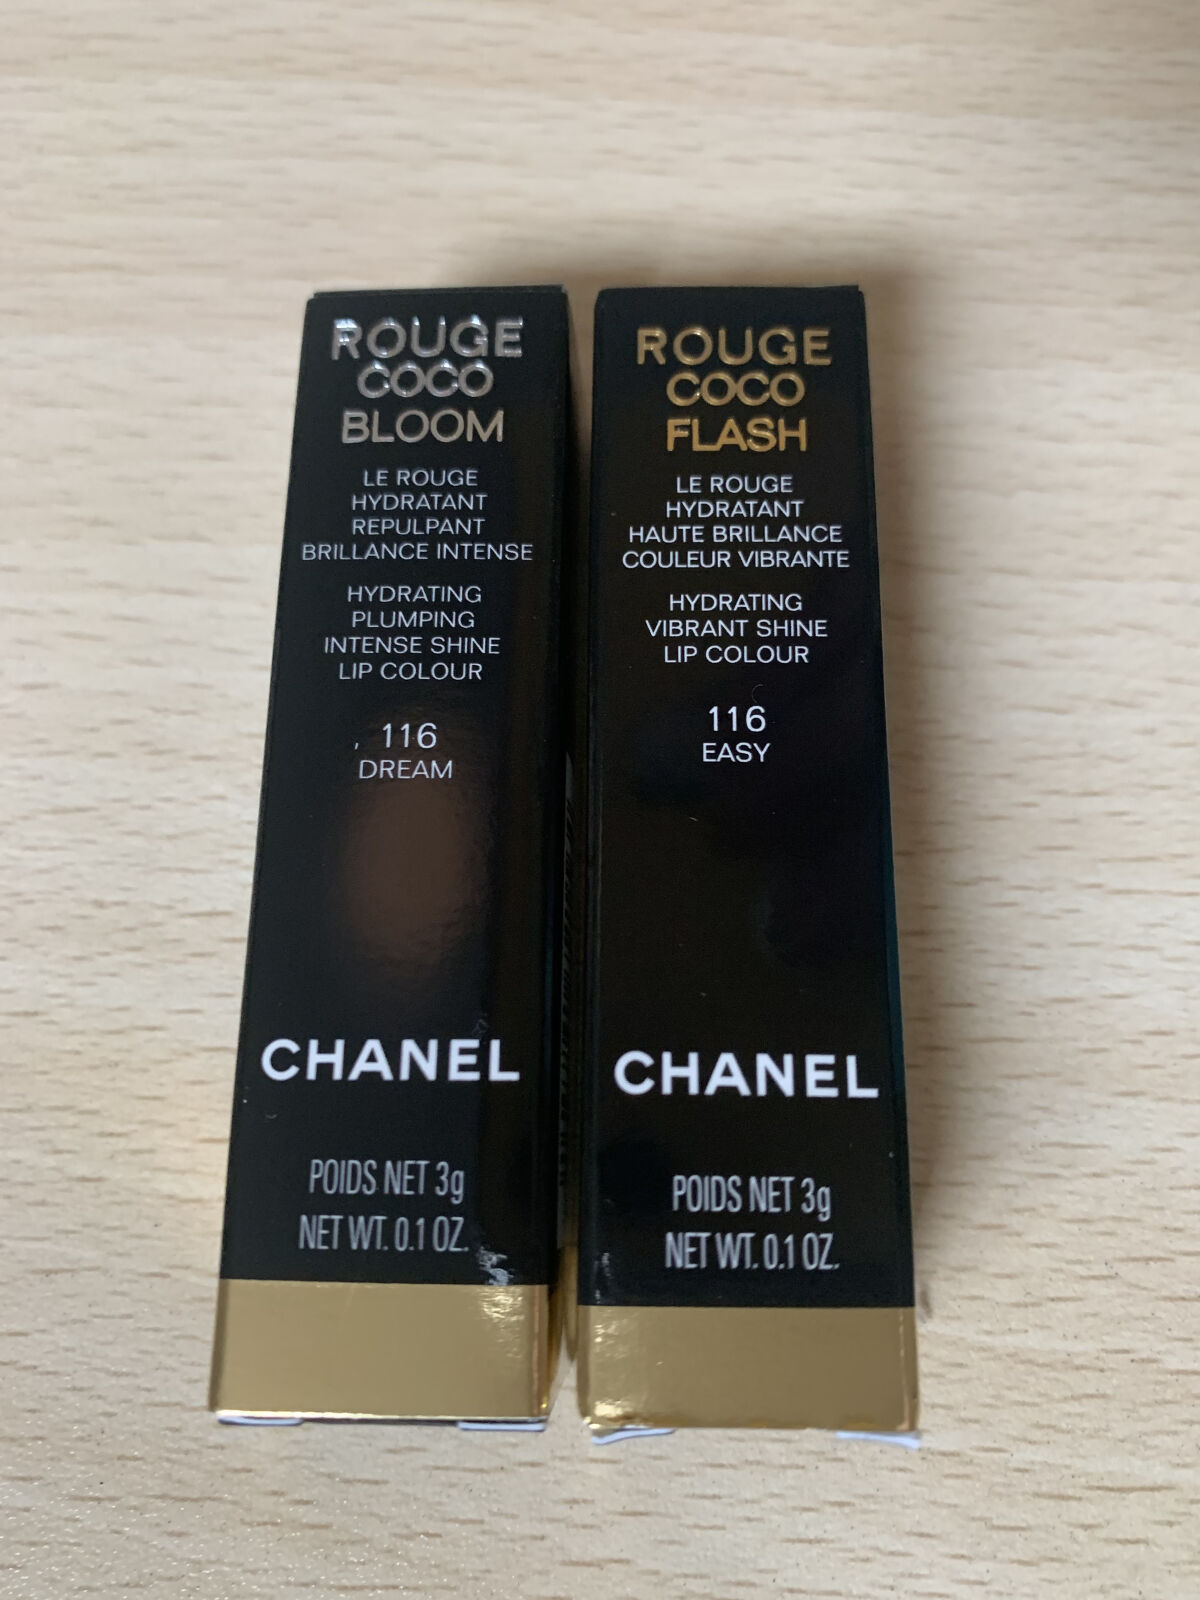 ROUGE
COCO
BLOOM
LE ROUGE
HYDRATANT
REPULPANT
BRILLANCE INTENSE
HYDRATING
PLUMPING
INTENSE SHINE
LIP COLOUR
116
DREAM
CHANEL
POIDS NET 3g
NET WT. 0.1 OZ.
ROUGE
COCO
FLASH
LE ROUGE
HYDRATANT
HAUTE BRILLANCE
COULEUR VIBRANTE
HYDRATING
VIBRANT SHINE
LIP COLOUR
116
EASY
CHANEL
POIDS NET 3g
NET WT. 0.1 OZ.